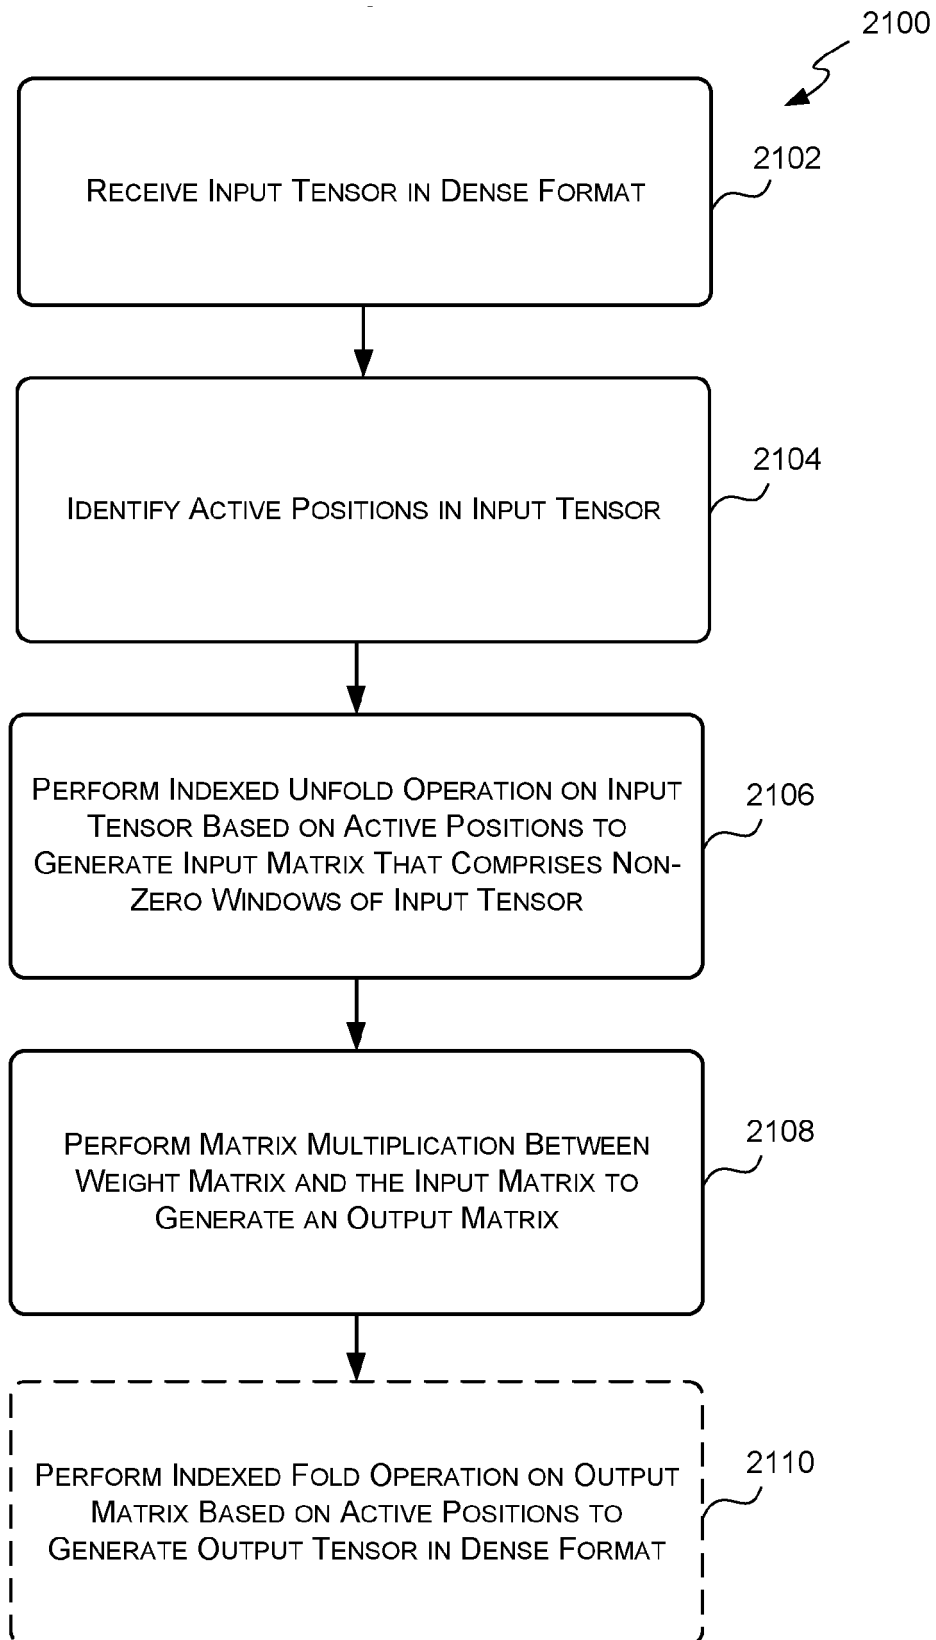 2100
2102
RECEIVE INPUT TENSOR IN DENSE FORMAT
2104
IDENTIFY ACTIVE POSITIONS IN INPUT TENSOR
2106
PERFORM INDEXED UNFOLD OPERATION ON INPUT
TENSOR BASED ON ACTIVE POSITIONS TO
GENERATE INPUT MATRIX THAT COMPRISES NON-
ZERO WINDOWS OF INPUT TENSOR
2108
PERFORM MATRIX MULTIPLICATION BETWEEN
WEIGHT MATRIX AND THE INPUT MATRIX TO
GENERATE AN OUTPUT MATRIX
2110
PERFORM INDEXED FOLD OPERATION ON OUTPUT
MATRIX BASED ON ACTIVE POSITIONS TO
GENERATE OUTPUT TENSOR IN DENSE FORMAT